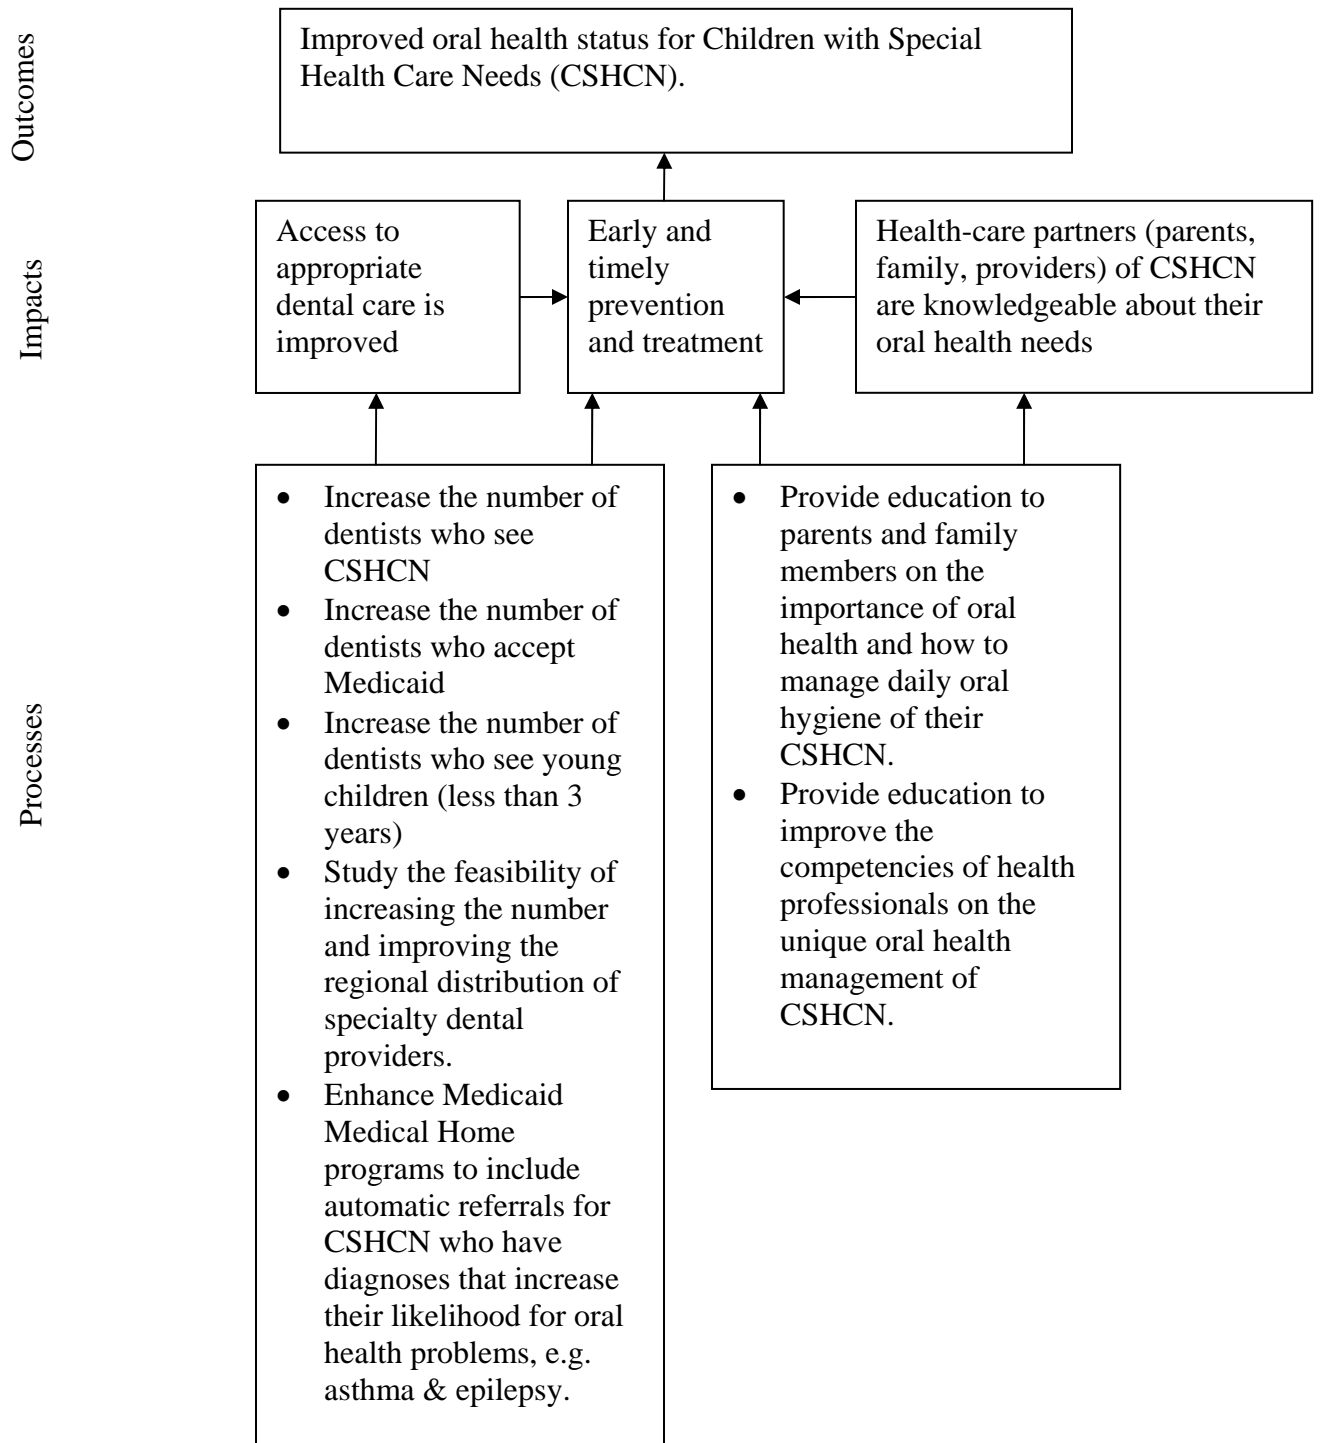 Outcomes
Improved oral health status for Children with Special
Health Care Needs (CSHCN).
Impacts
Access to
appropriate
dental care is
improved
Early and
timely
prevention
and treatment
Health-care partners (parents,
family, providers) of CSHCN
are knowledgeable about their
oral health needs
Processes
• Increase the number of
dentists who see
CSHCN
• Increase the number of
dentists who accept
Medicaid
• Increase the number of
dentists who see young
children (less than 3
years)
• Study the feasibility of
increasing the number
and improving the
regional distribution of
specialty dental
providers.
• Enhance Medicaid
Medical Home
programs to include
automatic referrals for
CSHCN who have
diagnoses that increase
their likelihood for oral
health problems, e.g.
asthma & epilepsy.
• Provide education to
parents and family
members on the
importance of oral
health and how to
manage daily oral
hygiene of their
CSHCN.
• Provide education to
improve the
competencies of health
professionals on the
unique oral health
management of
CSHCN.